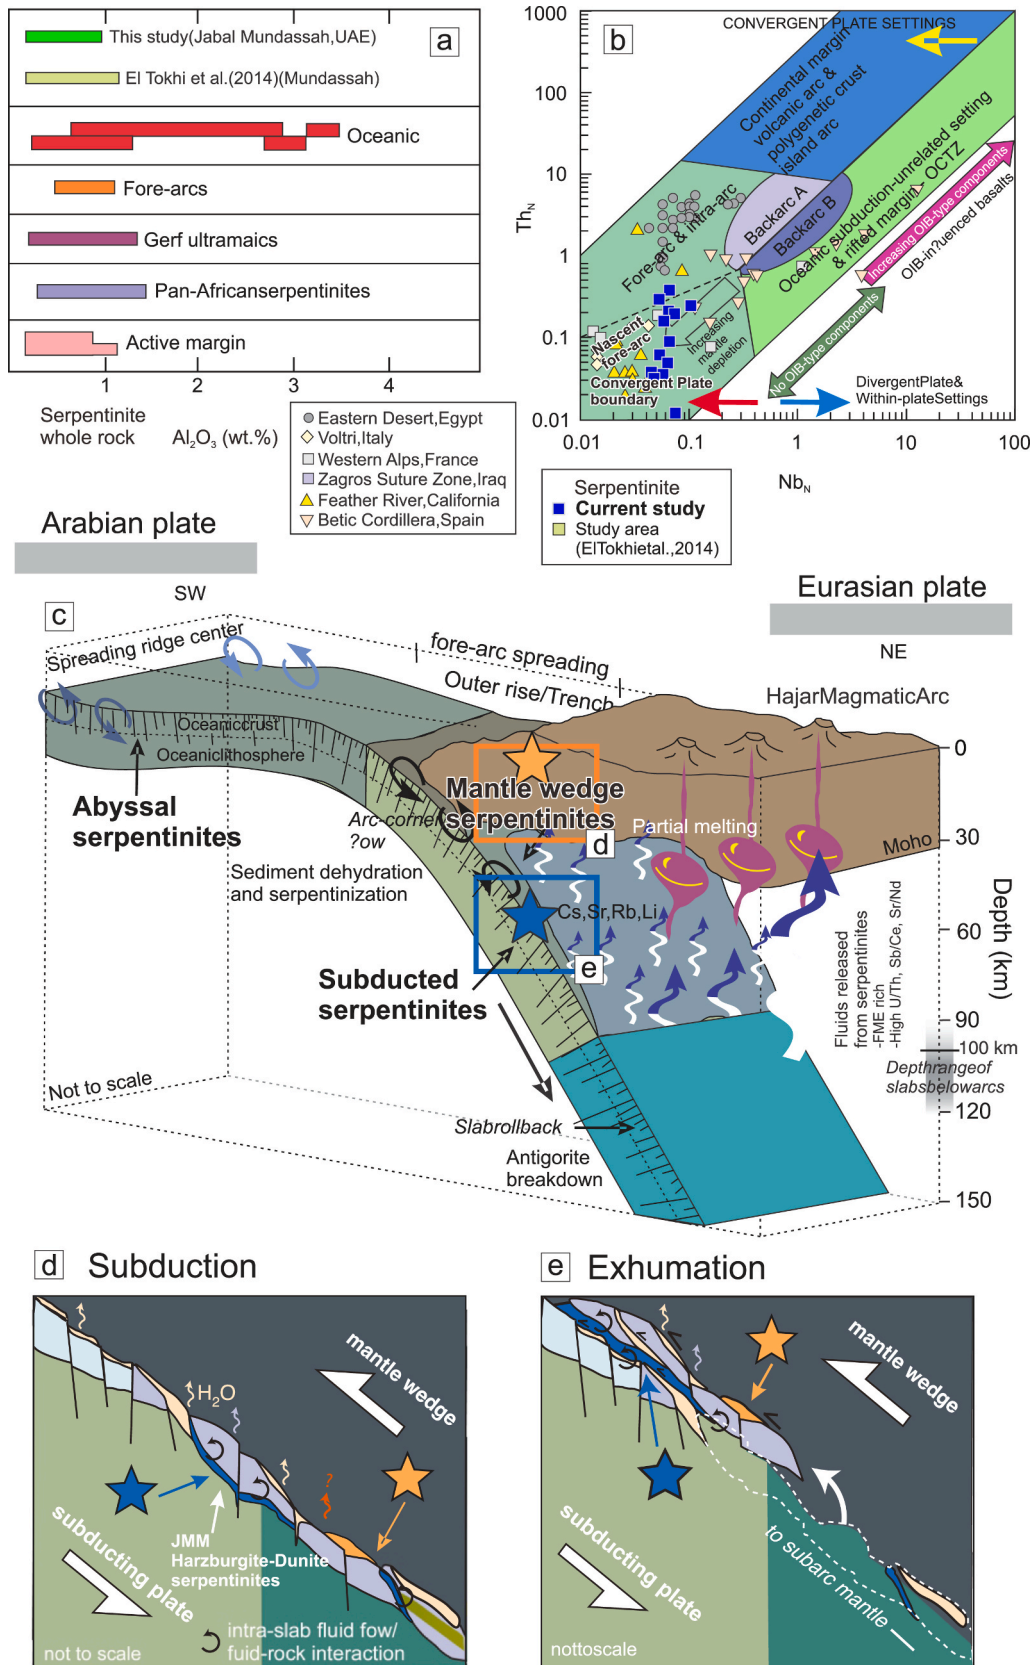 a
This study(Jabal Mundassah,UAE)
El Tokhi et al.(2014)(Mundassah)
Oceanic
Fore-arcs
Gerf ultramaics
Pan-Africanserpentinites
Active margin
1
2
3
4
Serpentinite
whole rock
Al₂O₃ (wt.%)
Eastern Desert,Egypt
Voltri,Italy
Western Alps,France
Zagros Suture Zone,Iraq
Feather River,California
Betic Cordillera,Spain
b
CONVERGENT PLATE SETTINGS
Continental margin
volcanic arc &
polygenetic crust
island arc
Backarc A
Backarc B
Fore-arc & intra-arc
Oceanic subduction-unrelated setting
& rifted margin OCTZ
Increasing OIB-type components
OIB-in?uenced basalts
No OIB-type components
Nascent
fore-arc
Increasing
mantle
depletion
Convergent Plate
boundary
DivergentPlate&
Within-plateSettings
1000
100
10
1
0.1
0.01
Th_N
0.01
0.1
1
10
100
Nb_N
Serpentinite
Current study
Study area
(ElTokhietal.,2014)
Arabian plate
SW
Eurasian plate
NE
c
Spreading ridge center
fore-arc spreading
Outer rise/Trench
HajarMagmaticArc
Oceaniccrust
Oceaniclithosphere
Abyssal
serpentinites
Mantle wedge
serpentinites
d
Arc-corner
?ow
Partial melting
Moho
Sediment dehydration
and serpentinization
Cs,Sr,Rb,Li
e
Subducted
serpentinites
Fluids released
from serpentinites
-FME rich
-High U/Th, Sb/Ce, Sr/Nd
0
30
60
90
100 km
120
150
Depth (km)
Depthrangeof
slabsbelowarcs
Not to scale
Slabrollback
Antigorite
breakdown
d
Subduction
mantle wedge
H₂O
?
JMM
Harzburgite-Dunite
serpentinites
subducting plate
intra-slab fluid fow/
fuid-rock interaction
not to scale
e
Exhumation
mantle wedge
subducting plate
to subarc mantle
nottoscale